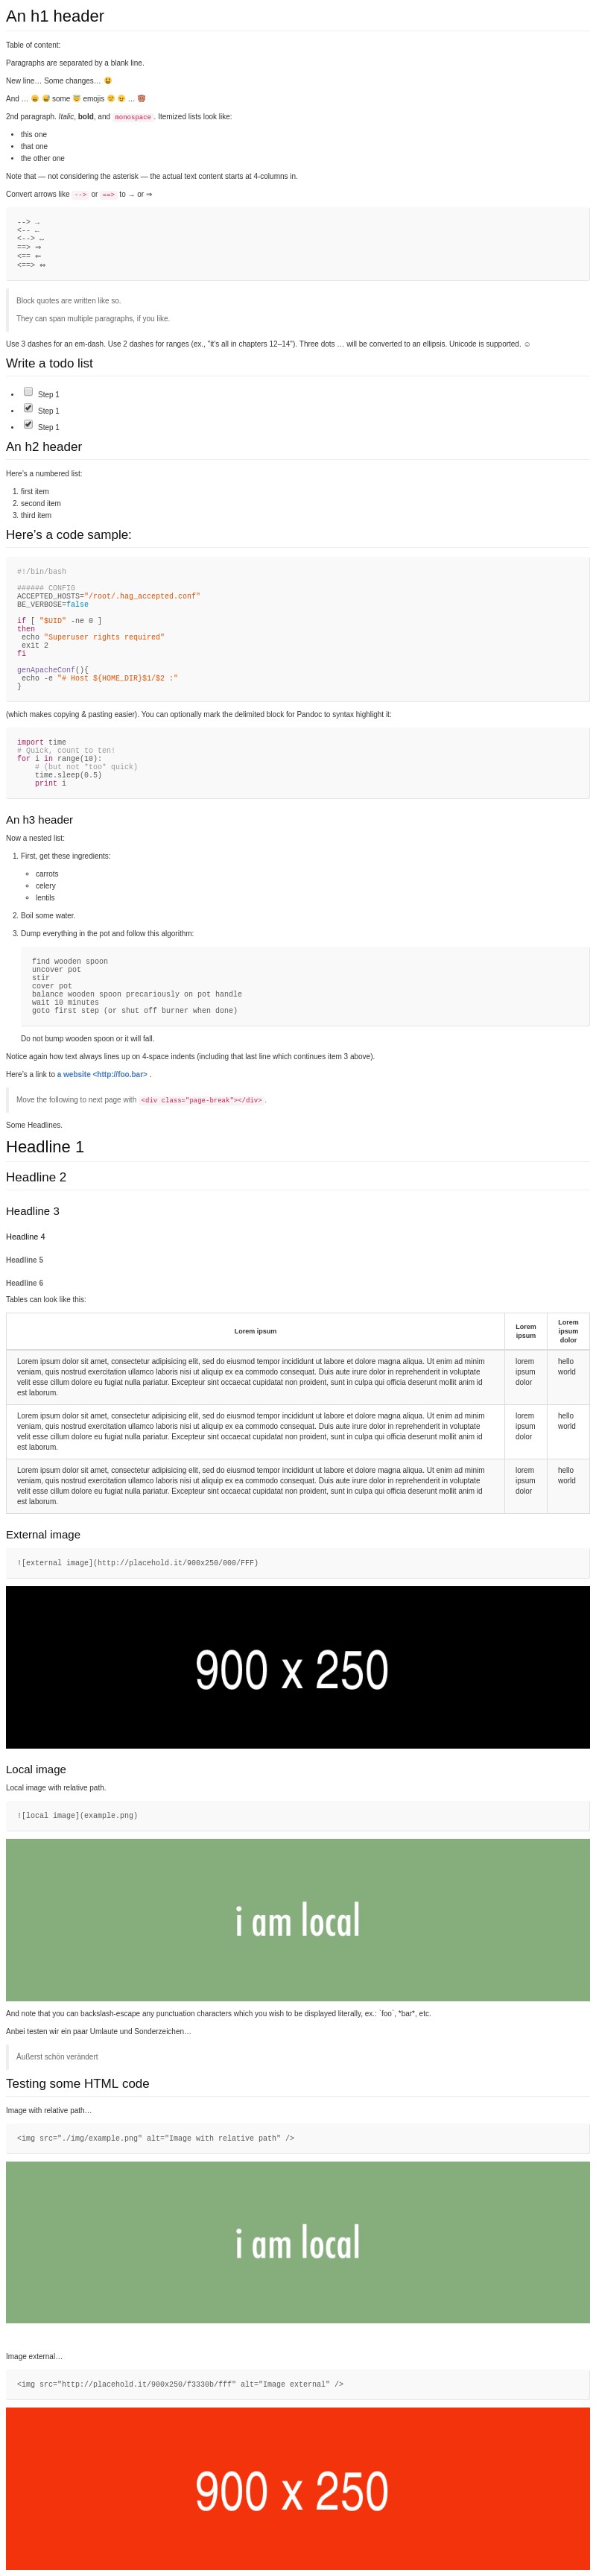 An h1 header
Table of content:
Paragraphs are separated by a blank line.
New line… Some changes… 😃
And … 😄 😅 some 😇 emojis 😕 😠 … 👹
2nd paragraph. Italic, bold, and monospace . Itemized lists look like:
• this one
• that one
• the other one
Note that — not considering the asterisk — the actual text content starts at 4-columns in.
Convert arrows like --> or ==> to → or ⇒
--> →
<-- ←
<--> ↔
==> ⇒
<== ⇐
<==> ⇔
Block quotes are written like so.
They can span multiple paragraphs, if you like.
Use 3 dashes for an em-dash. Use 2 dashes for ranges (ex., “it’s all in chapters 12–14”). Three dots … will be converted to an ellipsis. Unicode is supported. ☺
Write a todo list
• ☐ Step 1
• ☑ Step 1
• ☑ Step 1
An h2 header
Here’s a numbered list:
1. first item
2. second item
3. third item
Here’s a code sample:
#!/bin/bash
###### CONFIG
ACCEPTED_HOSTS="/root/.hag_accepted.conf"
BE_VERBOSE=false
if [ "$UID" -ne 0 ]
then
 echo "Superuser rights required"
 exit 2
fi
genApacheConf(){
 echo -e "# Host ${HOME_DIR}$1/$2 :"
}
(which makes copying & pasting easier). You can optionally mark the delimited block for Pandoc to syntax highlight it:
import time
# Quick, count to ten!
for i in range(10):
    # (but not *too* quick)
    time.sleep(0.5)
    print i
An h3 header
Now a nested list:
1. First, get these ingredients:
◦ carrots
◦ celery
◦ lentils
2. Boil some water.
3. Dump everything in the pot and follow this algorithm:
find wooden spoon
uncover pot
stir
cover pot
balance wooden spoon precariously on pot handle
wait 10 minutes
goto first step (or shut off burner when done)
Do not bump wooden spoon or it will fall.
Notice again how text always lines up on 4-space indents (including that last line which continues item 3 above).
Here’s a link to a website <http://foo.bar> .
Move the following to next page with <div class="page-break"></div> .
Some Headlines.
Headline 1
Headline 2
Headline 3
Headline 4
Headline 5
Headline 6
Tables can look like this:
Lorem ipsum
Lorem
ipsum
Lorem
ipsum
dolor
Lorem ipsum dolor sit amet, consectetur adipisicing elit, sed do eiusmod tempor incididunt ut labore et dolore magna aliqua. Ut enim ad minim
veniam, quis nostrud exercitation ullamco laboris nisi ut aliquip ex ea commodo consequat. Duis aute irure dolor in reprehenderit in voluptate
velit esse cillum dolore eu fugiat nulla pariatur. Excepteur sint occaecat cupidatat non proident, sunt in culpa qui officia deserunt mollit anim id
est laborum.
lorem
ipsum
dolor
hello
world
Lorem ipsum dolor sit amet, consectetur adipisicing elit, sed do eiusmod tempor incididunt ut labore et dolore magna aliqua. Ut enim ad minim
veniam, quis nostrud exercitation ullamco laboris nisi ut aliquip ex ea commodo consequat. Duis aute irure dolor in reprehenderit in voluptate
velit esse cillum dolore eu fugiat nulla pariatur. Excepteur sint occaecat cupidatat non proident, sunt in culpa qui officia deserunt mollit anim id
est laborum.
lorem
ipsum
dolor
hello
world
Lorem ipsum dolor sit amet, consectetur adipisicing elit, sed do eiusmod tempor incididunt ut labore et dolore magna aliqua. Ut enim ad minim
veniam, quis nostrud exercitation ullamco laboris nisi ut aliquip ex ea commodo consequat. Duis aute irure dolor in reprehenderit in voluptate
velit esse cillum dolore eu fugiat nulla pariatur. Excepteur sint occaecat cupidatat non proident, sunt in culpa qui officia deserunt mollit anim id
est laborum.
lorem
ipsum
dolor
hello
world
External image
![external image](http://placehold.it/900x250/000/FFF)
900 x 250
Local image
Local image with relative path.
![local image](example.png)
i am local
And note that you can backslash-escape any punctuation characters which you wish to be displayed literally, ex.: `foo`, *bar*, etc.
Anbei testen wir ein paar Umlaute und Sonderzeichen…
Äußerst schön verändert
Testing some HTML code
Image with relative path…
<img src="./img/example.png" alt="Image with relative path" />
i am local
Image external…
<img src="http://placehold.it/900x250/f3330b/fff" alt="Image external" />
900 x 250